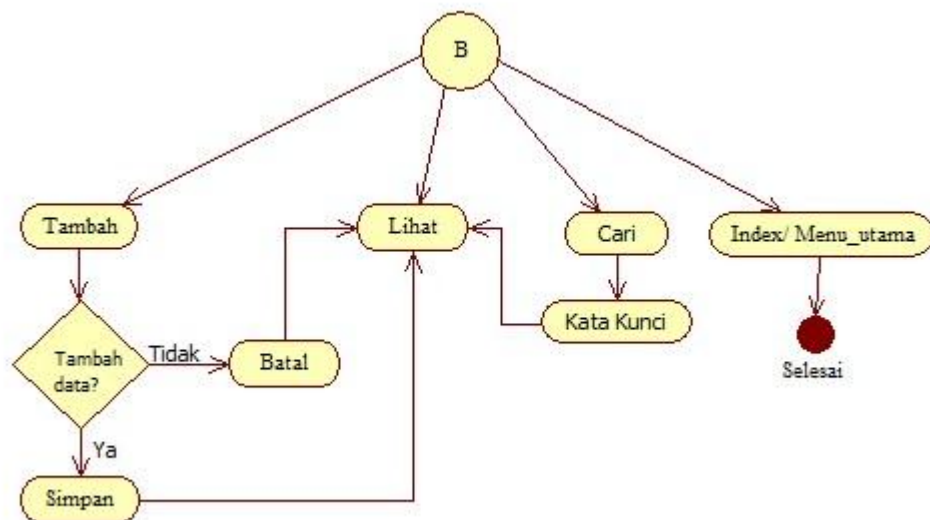 B
Tambah
Lihat
Cari
Index/ Menu_utama
Kata Kunci
Tambah
data?
Tidak
Batal
Selesai
Ya
Simpan